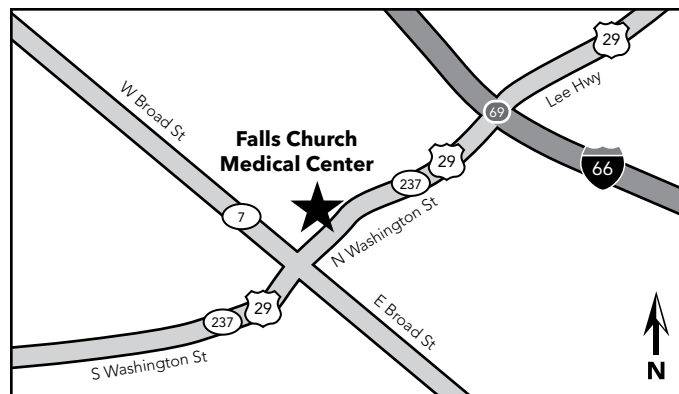 29
Lee Hwy
W Broad St
69
Falls Church
Medical Center
29
66
237
7
N Washington St
29
237
E Broad St
S Washington St
N